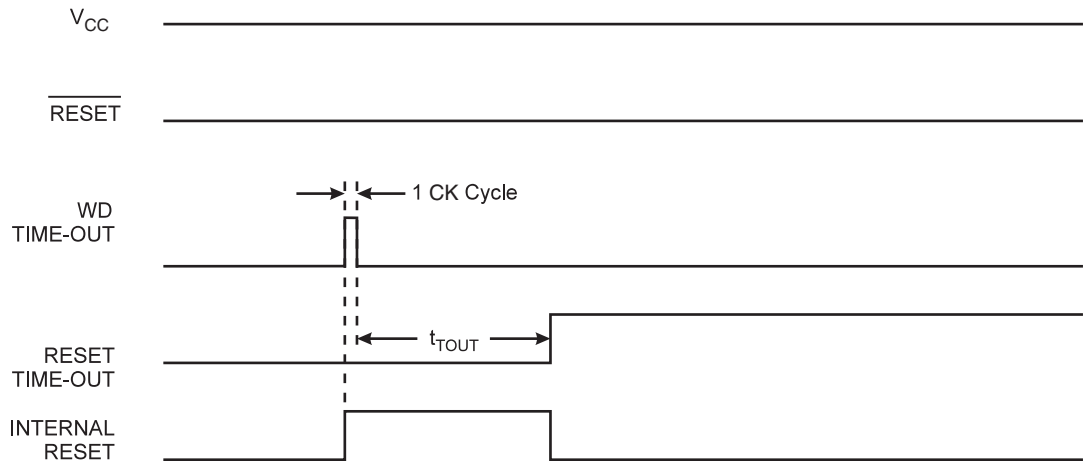 VCC
RESET
1 CK Cycle
WD
TIME-OUT
tTOUT
RESET
TIME-OUT
INTERNAL
RESET